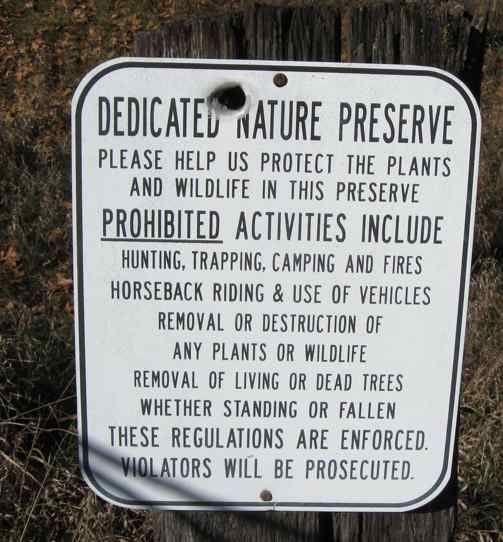 DEDICATED NATURE PRESERVE
PLEASE HELP US PROTECT THE PLANTS
AND WILDLIFE IN THIS PRESERVE
PROHIBITED ACTIVITIES INCLUDE
HUNTING, TRAPPING, CAMPING AND FIRES
HORSEBACK RIDING & USE OF VEHICLES
REMOVAL OR DESTRUCTION OF
ANY PLANTS OR WILDLIFE
REMOVAL OF LIVING OR DEAD TREES
WHETHER STANDING OR FALLEN
THESE REGULATIONS ARE ENFORCED.
VIOLATORS WILL BE PROSECUTED.